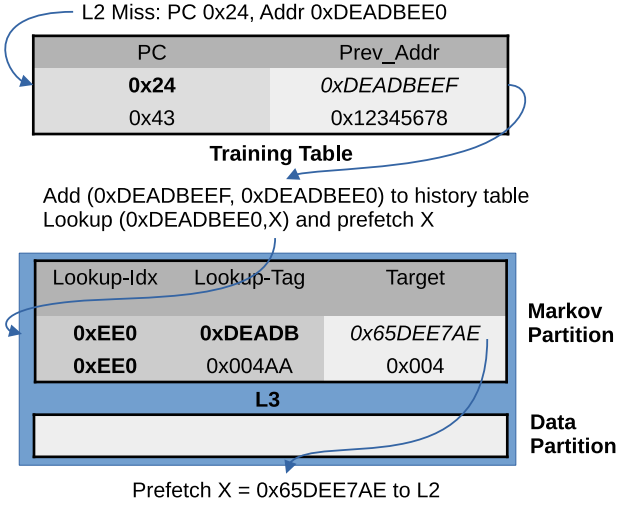 L2 Miss: PC 0x24, Addr 0xDEADBEE0
PC Prev_Addr
0x24 0xDEADBEEF
0x43 0x12345678
Training Table
Add (0xDEADBEEF, 0xDEADBEE0) to history table
Lookup (0xDEADBEE0,X) and prefetch X
Lookup-Idx Lookup-Tag Target
0xEE0 0xDEADB 0x65DEE7AE
0xEE0 0x004AA 0x004
Markov
Partition
L3
Data
Partition
Prefetch X = 0x65DEE7AE to L2